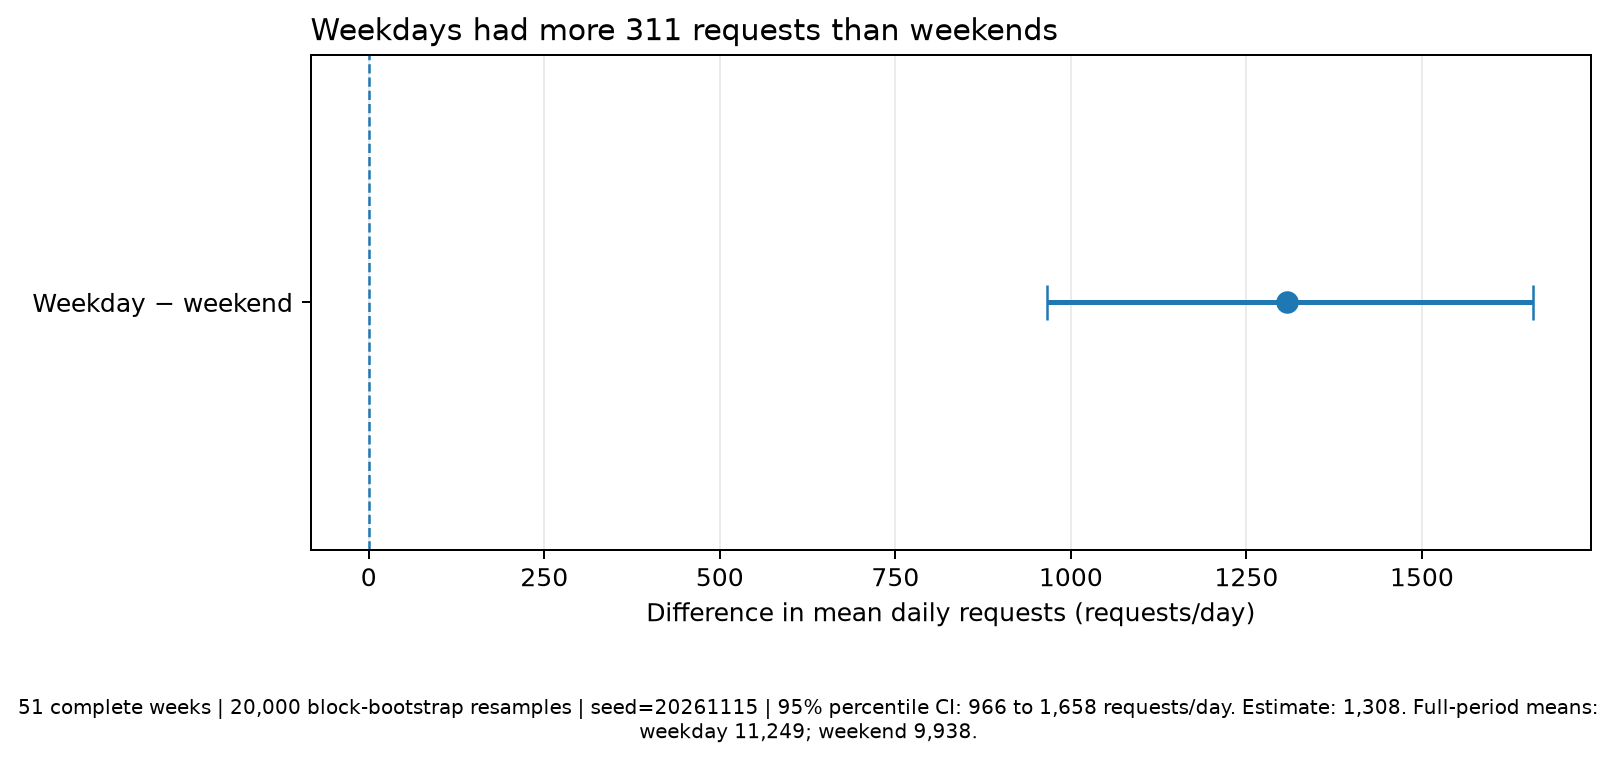 Weekdays had more 311 requests than weekends
Weekday − weekend
0 250 500 750 1000 1250 1500
Difference in mean daily requests (requests/day)
51 complete weeks | 20,000 block-bootstrap resamples | seed=20261115 | 95% percentile CI: 966 to 1,658 requests/day. Estimate: 1,308. Full-period means:
weekday 11,249; weekend 9,938.